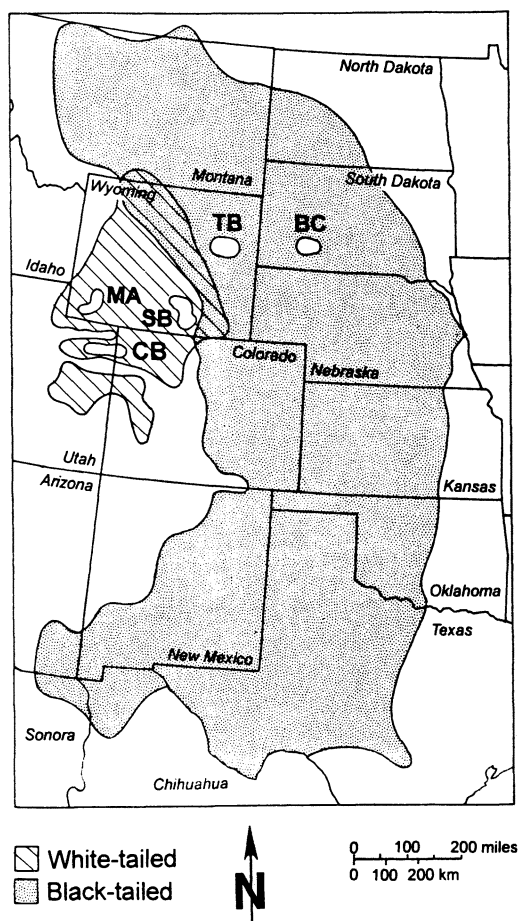 North Dakota
Montana
South Dakota
Wyoming
TB
BC
Idaho
MA
SB
CB
Colorado
Nebraska
Utah
Arizona
Kansas
Oklahoma
Texas
New Mexico
Sonora
Chihuahua
White-tailed
Black-tailed
N
0 100 200 miles
0 100 200 km